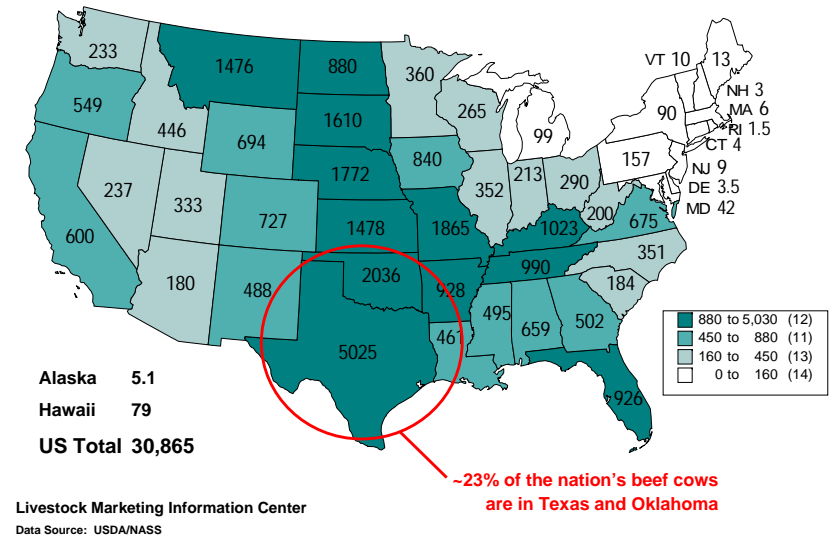 VT 10
13
233
1476
880
360
NH 3
549
265
90
MA 6
446
1610
99
RI 1.5
694
CT 4
840
157
NJ 9
1772
237
333
352
213
290
DE 3.5
727
200
MD 42
600
1478
1865
1023
675
990
351
180
488
2036
928
184
495
659
502
461
5025
926
880 to 5,030 (12)
450 to 880 (11)
160 to 450 (13)
0 to 160 (14)
Alaska 5.1
Hawaii 79
US Total 30,865
~23% of the nation's beef cows
are in Texas and Oklahoma
Livestock Marketing Information Center
Data Source: USDA/NASS